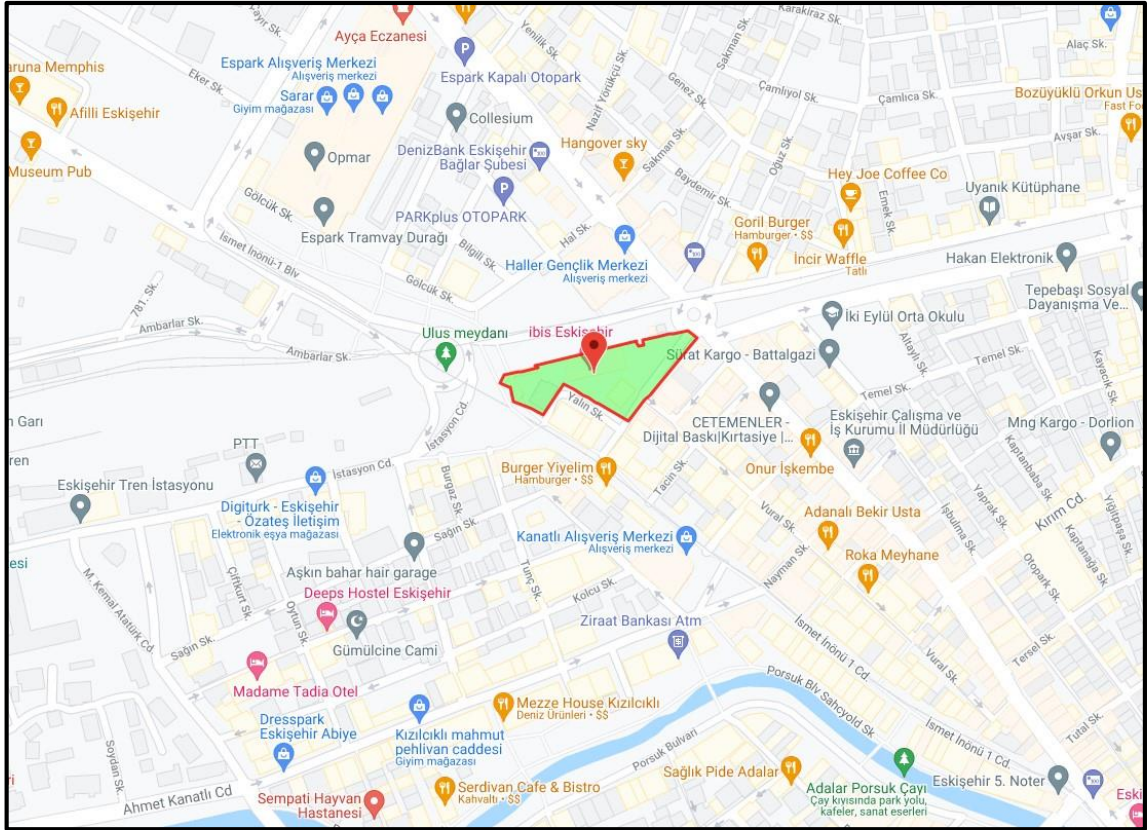 Ayça Eczanesi
Karakiraz Sk.
Alaç Sk.
Espark Alışveriş Merkezi
Alışveriş merkezi
Sarar
Giyim mağazası
Espark Kapalı Otopark
Yenilik Sk.
Sakman Sk.
Genez Sk.
Çamlıyol Sk.
Çamlıca Sk.
Nazif Yörükçü Sk.
Eker Sk.
aruna Memphis
Afilli Eskişehir
Museum Pub
Bozüyüklü Orkun Us
Fast Foo
Avşar Sk.
Collesium
Opmar
DenizBank Eskişehir
Bağlar Şubesi
Hangover sky
Sakman Sk.
Oğuz Sk.
Baydemir Sk.
Hey Joe Coffee Co
Emek Sk.
Uyanık Kütüphane
PARKplus OTOPARK
Gölcük Sk.
Espark Tramvay Durağı
Bilgili Sk.
Hal Sk.
Haller Gençlik Merkezi
Alışveriş merkezi
Goril Burger
Hamburger • $$
İncir Waffle
Tatlı
Hakan Elektronik
Tepebaşı Sosyal
Dayanışma Ve...
İsmet İnönü-1 Blv
Gölcük Sk.
781. Sk.
Ambarlar Sk.
Ambarlar Sk.
Ulus meydanı
ibis Eskişehir
Sürat Kargo - Battalgazi
İki Eylül Orta Okulu
Altaylı Sk.
Temel Sk.
Temel Sk.
Kayacık Sk.
Yalın Sk.
İstasyon Cd.
CETEMENLER -
Dijital Baskı|Kırtasiye |...
Eskişehir Çalışma ve
İş Kurumu İl Müdürlüğü
Mng Kargo - Dorlion
n Garı
ren
PTT
İstasyon Cd.
Eskişehir Tren İstasyonu
Digiturk - Eskişehir
- Özateş İletişim
Elektronik eşya mağazası
Burgaz Sk.
Sağın Sk.
Burger Yiyelim
Hamburger • $$
Tacin Sk.
Onur İşkembe
Vural Sk.
Adanalı Bekir Usta
Kaptanbaba Sk.
Yaprak Sk.
İşbulma Sk.
Kırım Cd.
Yiğitpaşa Sk.
Kaptanağa Sk.
Otopark Sk.
Kanatlı Alışveriş Merkezi
Alışveriş merkezi
Nayman Sk.
Roka Meyhane
esi
Aşkın bahar hair garage
Tunç Sk.
Kolcu Sk.
Çiftkurt Sk.
Oytun Sk.
Deeps Hostel Eskişehir
Gümülcine Cami
M. Kemal Atatürk Cd
Sağın Sk.
Madame Tadia Otel
Ziraat Bankası Atm
İsmet İnönü 1 Cd.
Vural Sk.
Tersel Sk.
Mezze House Kızılcıklı
Deniz Ürünleri • $$
Porsuk Blv Sahcyold Sk
İsmet İnönü 1 Cd.
Tutal Sk.
Dresspark
Eskişehir Abiye
Kızılcıklı mahmut
pehlivan caddesi
Giyim mağazası
Soydan Sk.
Porsuk Bulvarı
Sağlık Pide Adalar
Adalar Porsuk Çayı
Çay kıyısında park yolu,
kafeler, sanat eserleri
Eskişehir 5. Noter
Serdivan Cafe & Bistro
Kahvaltı • $$
Ahmet Kanatlı Cd
Sempati Hayvan
Hastanesi
Eski